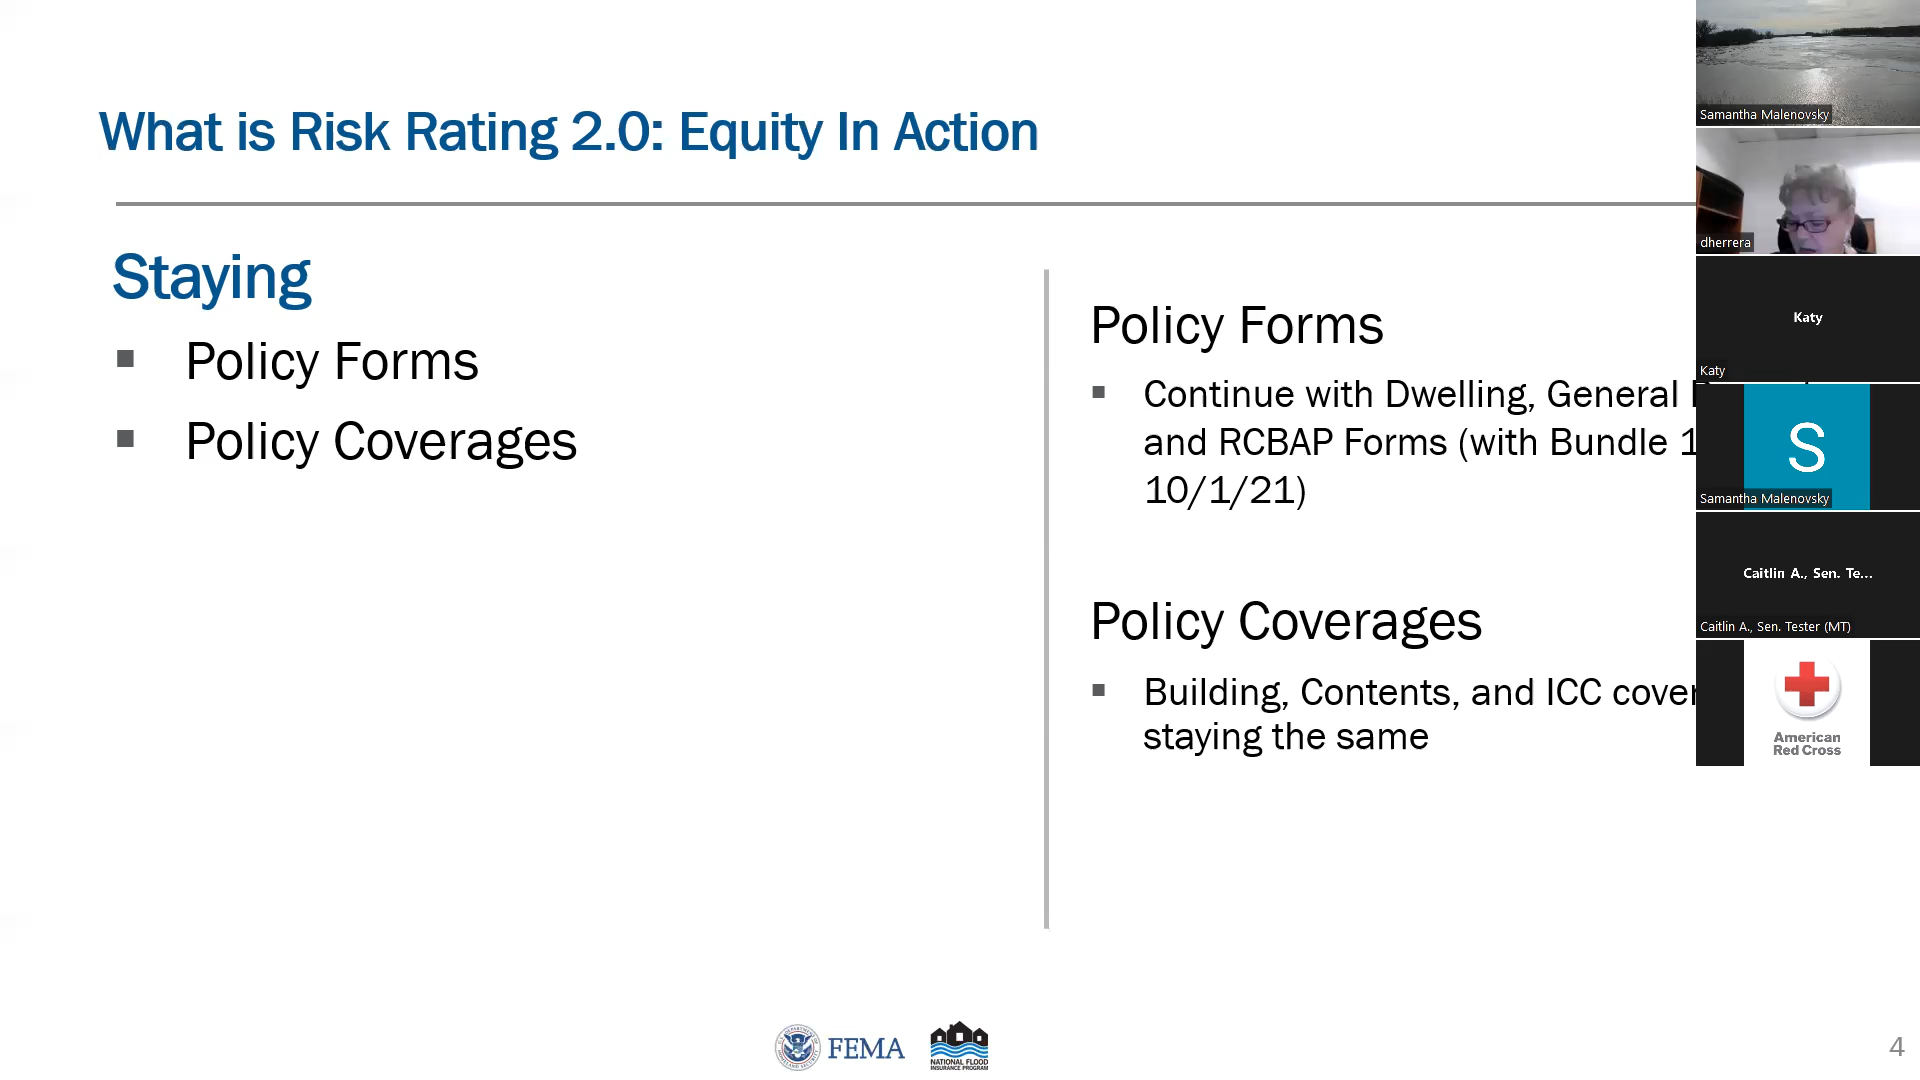 What is Risk Rating 2.0: Equity In Action
Staying
Policy Forms
Policy Coverages
Policy Forms
Continue with Dwelling, General
and RCBAP Forms (with Bundle 1
10/1/21)
Policy Coverages
Building, Contents, and ICC cover
staying the same
FEMA
NATIONAL FLOOD
INSURANCE PROGRAM
4
Samantha Malenovsky
dherrera
Katy
Katy
S
Samantha Malenovsky
Caitlin A., Sen. Te...
Caitlin A., Sen. Tester (MT)
American
Red Cross